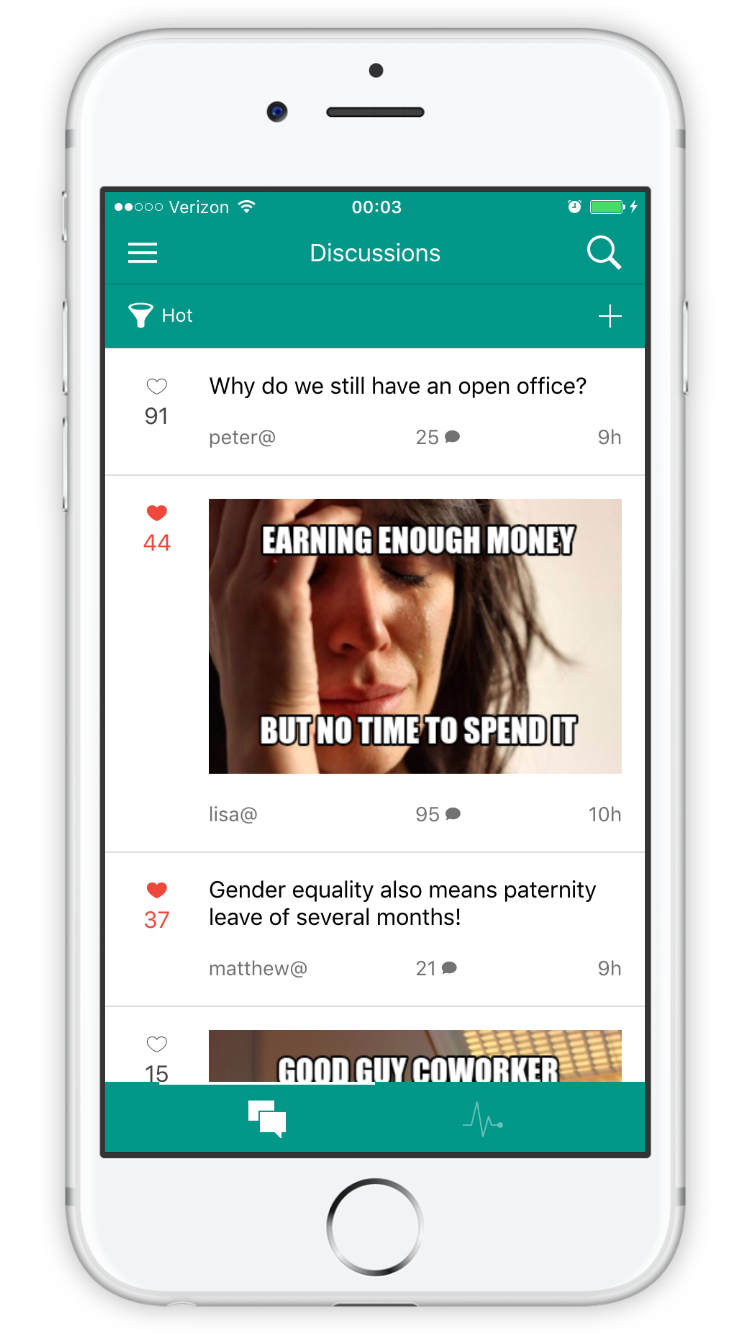 Verizon 00:03
Discussions
Hot
Why do we still have an open office?
91
peter@ 25 9h
44
EARNING ENOUGH MONEY
BUT NO TIME TO SPEND IT
lisa@ 95 10h
Gender equality also means paternity
37
leave of several months!
matthew@ 21 9h
15
GOOD GUY COWORKER